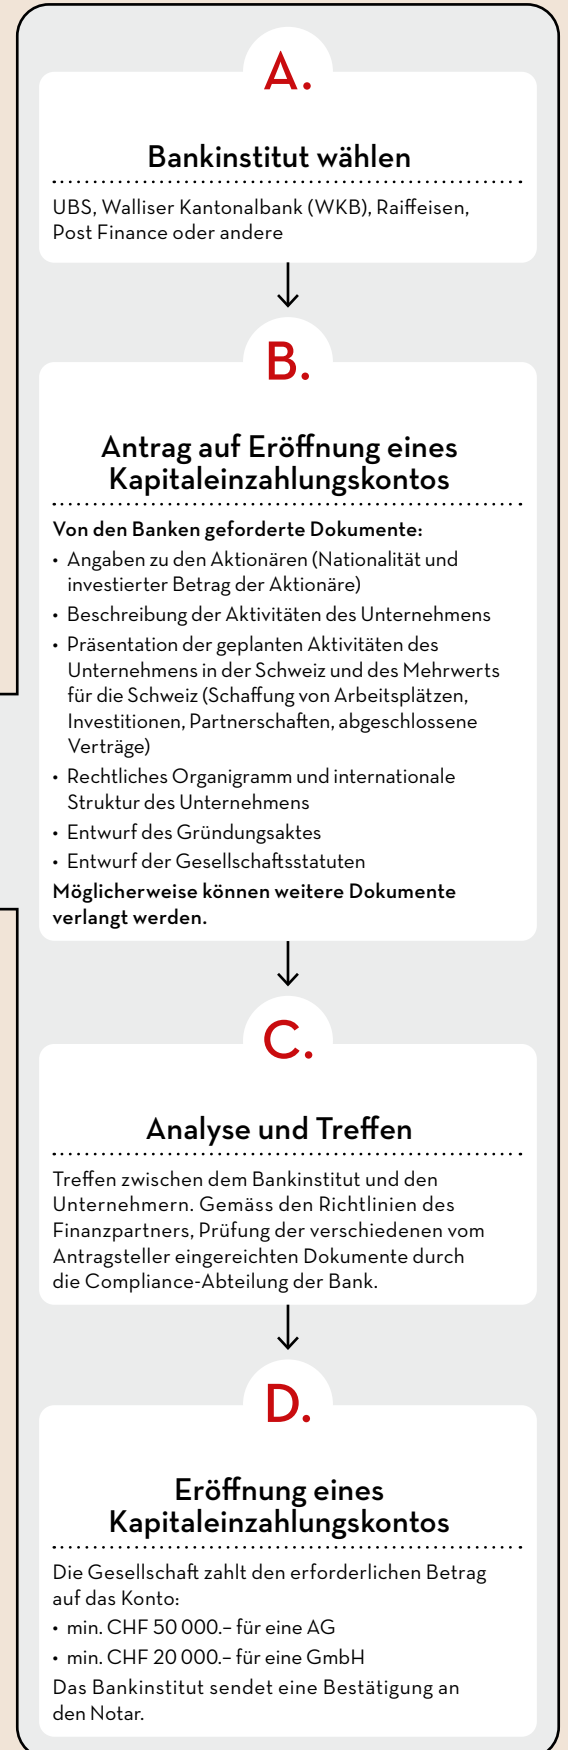 A.
Bankinstitut wählen
UBS, Walliser Kantonalbank (WKB), Raiffeisen,
Post Finance oder andere
B.
Antrag auf Eröffnung eines
Kapitaleinzahlungskontos
Von den Banken geforderte Dokumente:
• Angaben zu den Aktionären (Nationalität und
investierter Betrag der Aktionäre)
• Beschreibung der Aktivitäten des Unternehmens
• Präsentation der geplanten Aktivitäten des
Unternehmens in der Schweiz und des Mehrwerts
für die Schweiz (Schaffung von Arbeitsplätzen,
Investitionen, Partnerschaften, abgeschlossene
Verträge)
• Rechtliches Organigramm und internationale
Struktur des Unternehmens
• Entwurf des Gründungsaktes
• Entwurf der Gesellschaftsstatuten
Möglicherweise können weitere Dokumente
verlangt werden.
C.
Analyse und Treffen
Treffen zwischen dem Bankinstitut und den
Unternehmern. Gemäss den Richtlinien des
Finanzpartners, Prüfung der verschiedenen vom
Antragsteller eingereichten Dokumente durch
die Compliance-Abteilung der Bank.
D.
Eröffnung eines
Kapitaleinzahlungskontos
Die Gesellschaft zahlt den erforderlichen Betrag
auf das Konto:
• min. CHF 50 000.– für eine AG
• min. CHF 20 000.– für eine GmbH
Das Bankinstitut sendet eine Bestätigung an
den Notar.